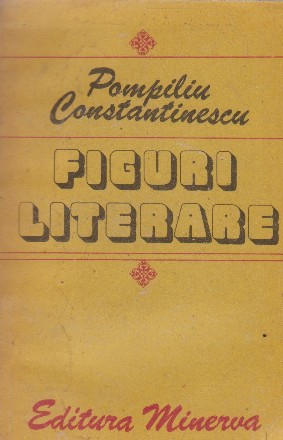 Pompiliu
Constantinescu
FIGURI
LITERARE
Editura Minerva